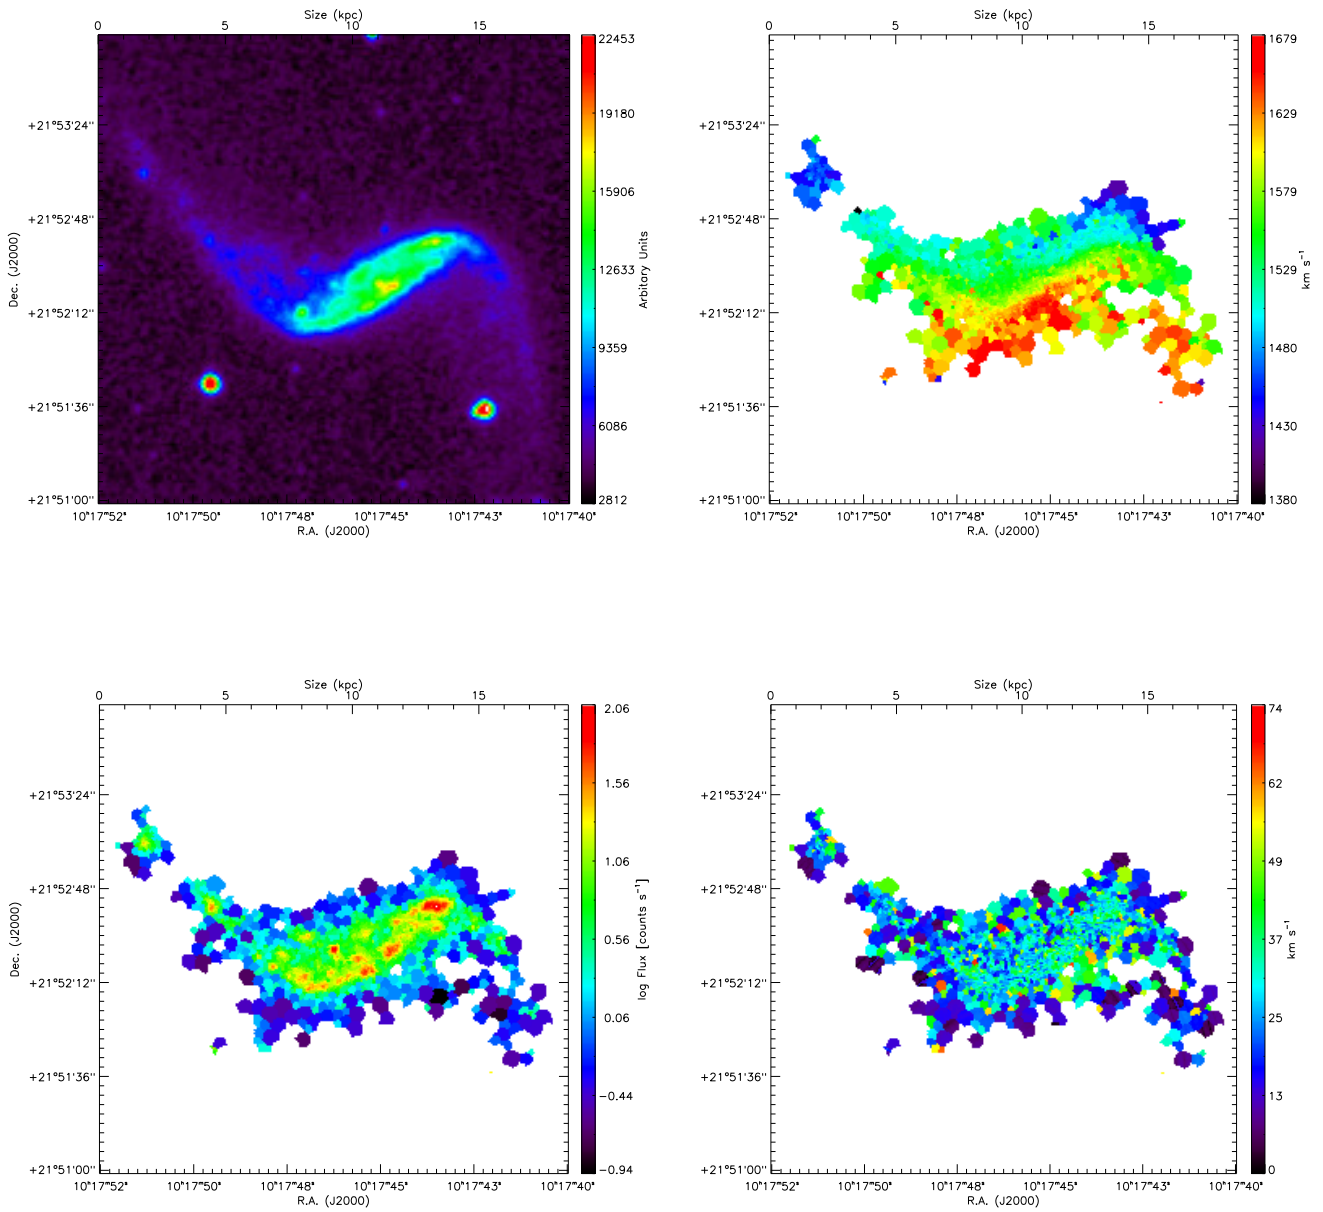 Size (kpc)
0 5 10 15
22453
19180
15906
12633
9359
6086
2812
Arbitary Units
+21°53'24"
+21°52'48"
+21°52'12"
+21°51'36"
+21°51'00"
Dec. (J2000)
10ʰ17ᵐ52ˢ 10ʰ17ᵐ50ˢ 10ʰ17ᵐ48ˢ 10ʰ17ᵐ45ˢ 10ʰ17ᵐ43ˢ 10ʰ17ᵐ40ˢ
R.A. (J2000)
Size (kpc)
0 5 10 15
1679
1629
1579
1529
1480
1430
1380
km s⁻¹
+21°53'24"
+21°52'48"
+21°52'12"
+21°51'36"
+21°51'00"
10ʰ17ᵐ52ˢ 10ʰ17ᵐ50ˢ 10ʰ17ᵐ48ˢ 10ʰ17ᵐ45ˢ 10ʰ17ᵐ43ˢ 10ʰ17ᵐ40ˢ
R.A. (J2000)
Size (kpc)
0 5 10 15
2.06
1.56
1.06
0.56
0.06
−0.44
−0.94
log Flux [counts s⁻¹]
+21°53'24"
+21°52'48"
+21°52'12"
+21°51'36"
+21°51'00"
Dec. (J2000)
10ʰ17ᵐ52ˢ 10ʰ17ᵐ50ˢ 10ʰ17ᵐ48ˢ 10ʰ17ᵐ45ˢ 10ʰ17ᵐ43ˢ 10ʰ17ᵐ40ˢ
R.A. (J2000)
Size (kpc)
0 5 10 15
74
62
49
37
25
13
0
km s⁻¹
+21°53'24"
+21°52'48"
+21°52'12"
+21°51'36"
+21°51'00"
10ʰ17ᵐ52ˢ 10ʰ17ᵐ50ˢ 10ʰ17ᵐ48ˢ 10ʰ17ᵐ45ˢ 10ʰ17ᵐ43ˢ 10ʰ17ᵐ40ˢ
R.A. (J2000)